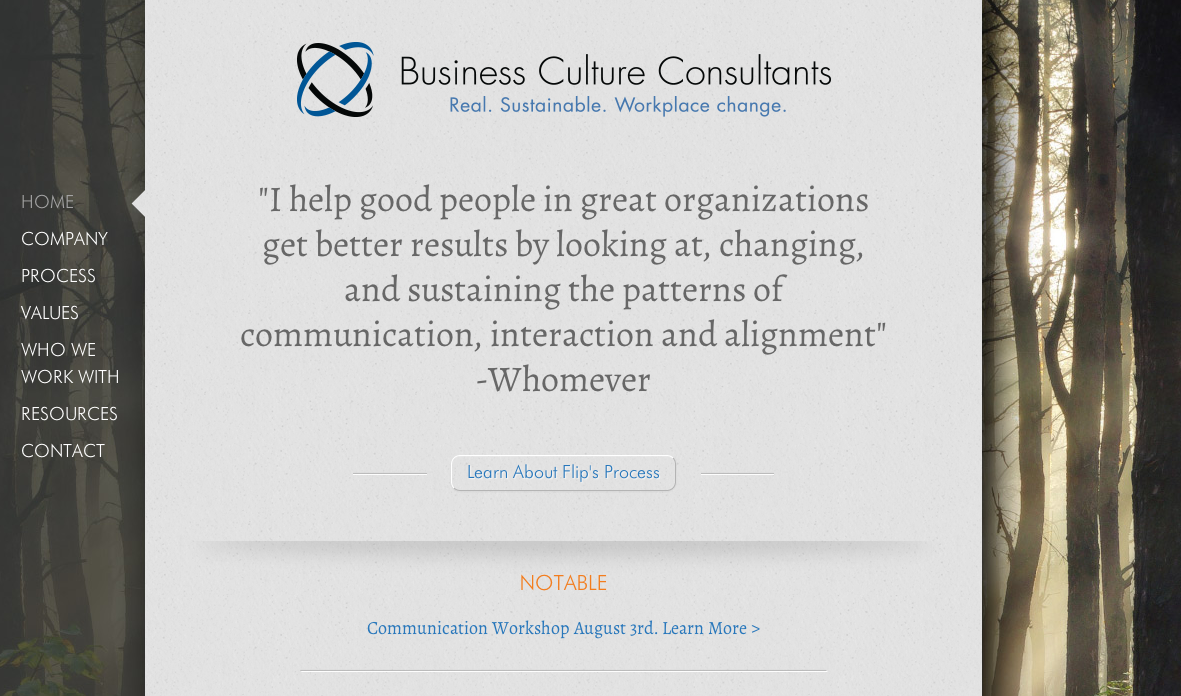 Business Culture Consultants
Real. Sustainable. Workplace change.
HOME
COMPANY
PROCESS
VALUES
WHO WE
WORK WITH
RESOURCES
CONTACT
"I help good people in great organizations
get better results by looking at, changing,
and sustaining the patterns of
communication, interaction and alignment"
-Whomever
Learn About Flip's Process
NOTABLE
Communication Workshop August 3rd. Learn More >